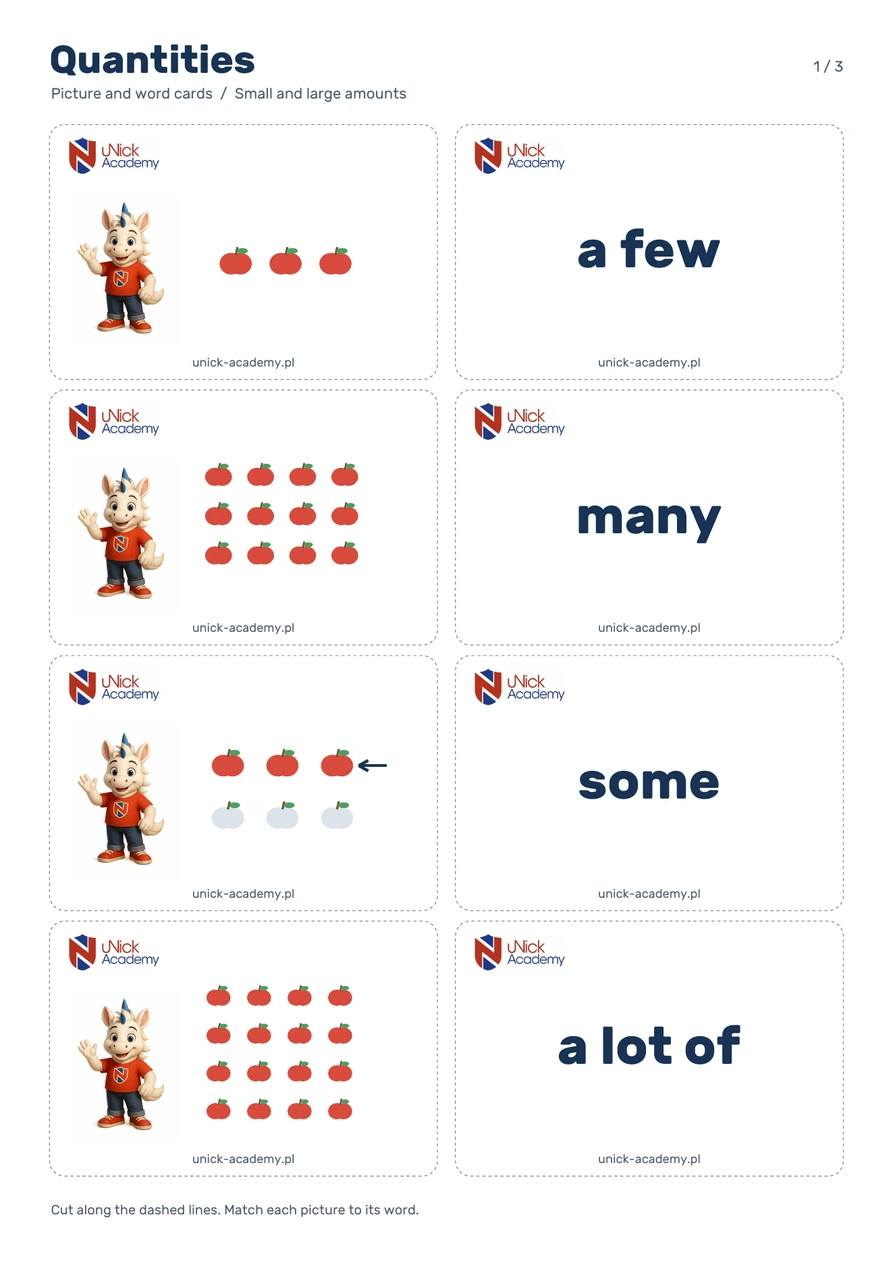 Quantities
1 / 3
Picture and word cards / Small and large amounts
uNick
Academy
unick-academy.pl
uNick
Academy
a few
unick-academy.pl
uNick
Academy
unick-academy.pl
uNick
Academy
many
unick-academy.pl
uNick
Academy
unick-academy.pl
uNick
Academy
some
unick-academy.pl
uNick
Academy
unick-academy.pl
uNick
Academy
a lot of
unick-academy.pl
Cut along the dashed lines. Match each picture to its word.